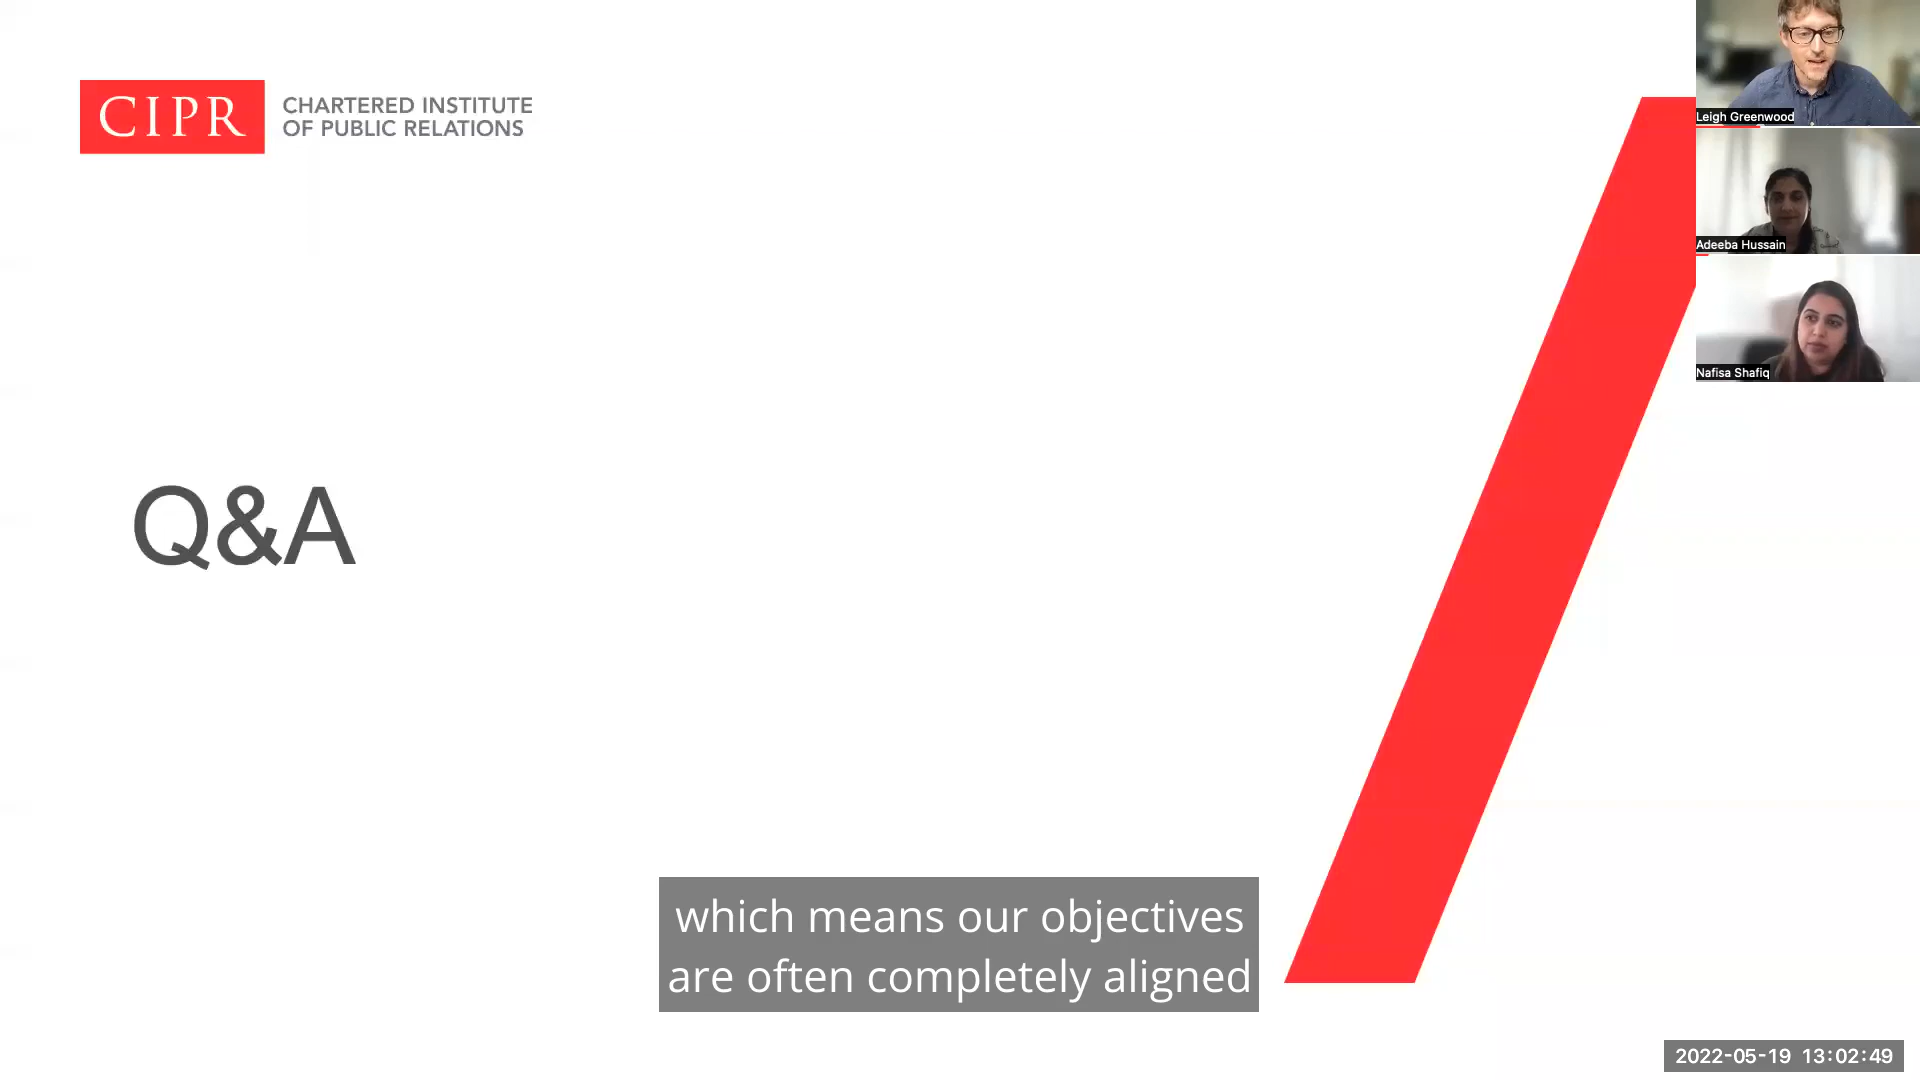 CIPR
CHARTERED INSTITUTE
OF PUBLIC RELATIONS
Leigh Greenwood
Adeeba Hussain
Nafisa Shafiq
Q&A
which means our objectives
are often completely aligned
2022-05-19 13:02:49